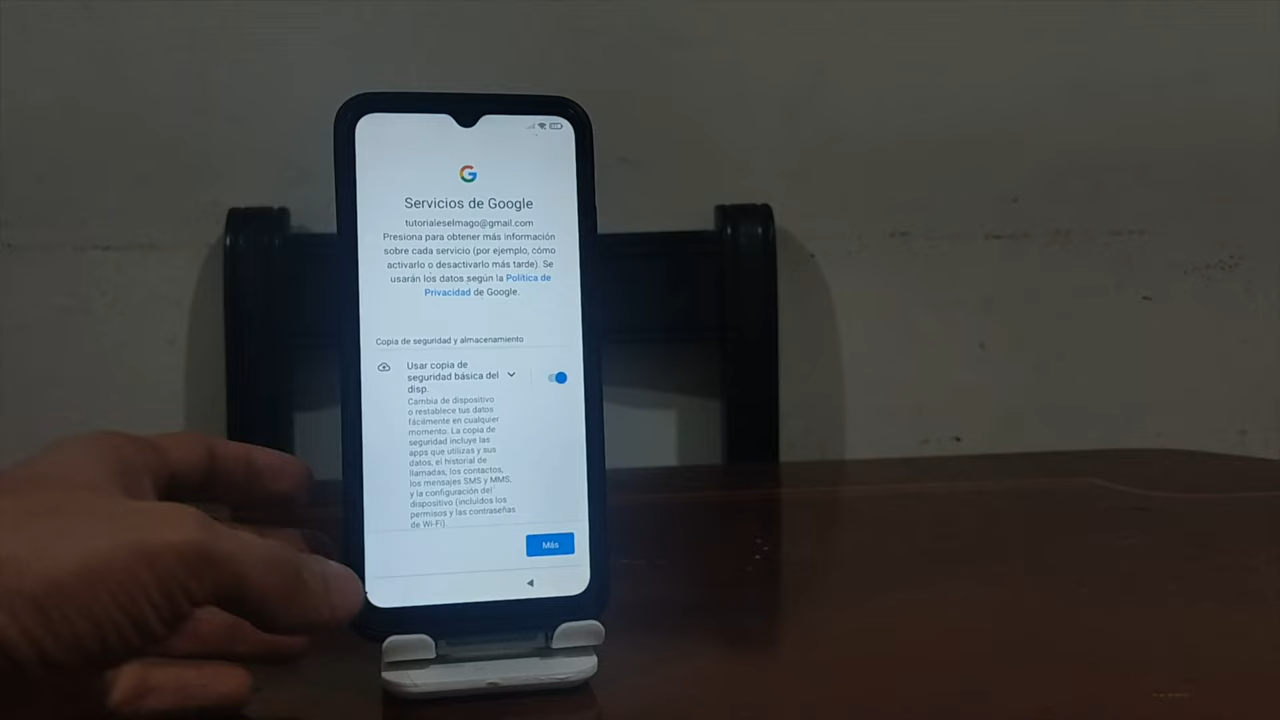 Servicios de Google
tutorialeselmago@gmail.com
Presiona para obtener más información
sobre cada servicio (por ejemplo, cómo
activarlo o desactivarlo más tarde). Se
usarán los datos según la Política de
Privacidad de Google.
Copia de seguridad y almacenamiento
Usar copia de
seguridad básica del
disp.
Cambia de dispositivo
o restablece tus datos
fácilmente en cualquier
momento. La copia de
seguridad incluye las
apps que utilizas y sus
datos, el historial de
llamadas, los contactos,
los mensajes SMS y MMS,
y la configuración del
dispositivo (incluidos los
permisos y las contraseñas
de Wi-Fi).
Más